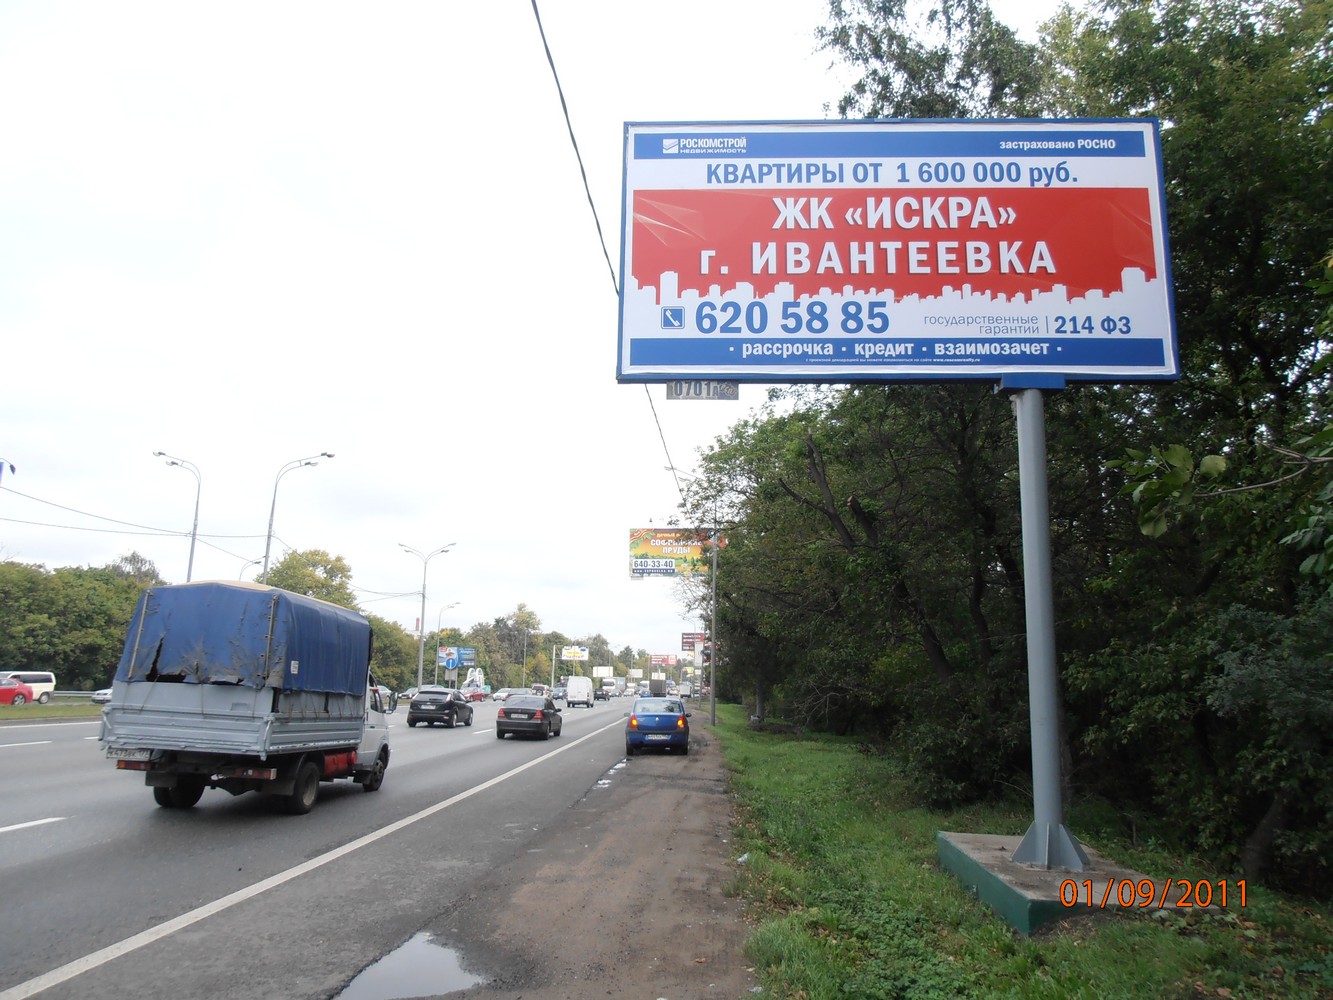 РОСКОМСТРОЙ
НЕДВИЖИМОСТЬ
застраховано РОСНО
КВАРТИРЫ ОТ 1 600 000 руб.
ЖК «ИСКРА»
г. ИВАНТЕЕВКА
620 58 85
государственные
гарантии
214 ФЗ
· рассрочка · кредит · взаимозачет ·
0701
ПРУДЫ
640-33-40
01/09/2011